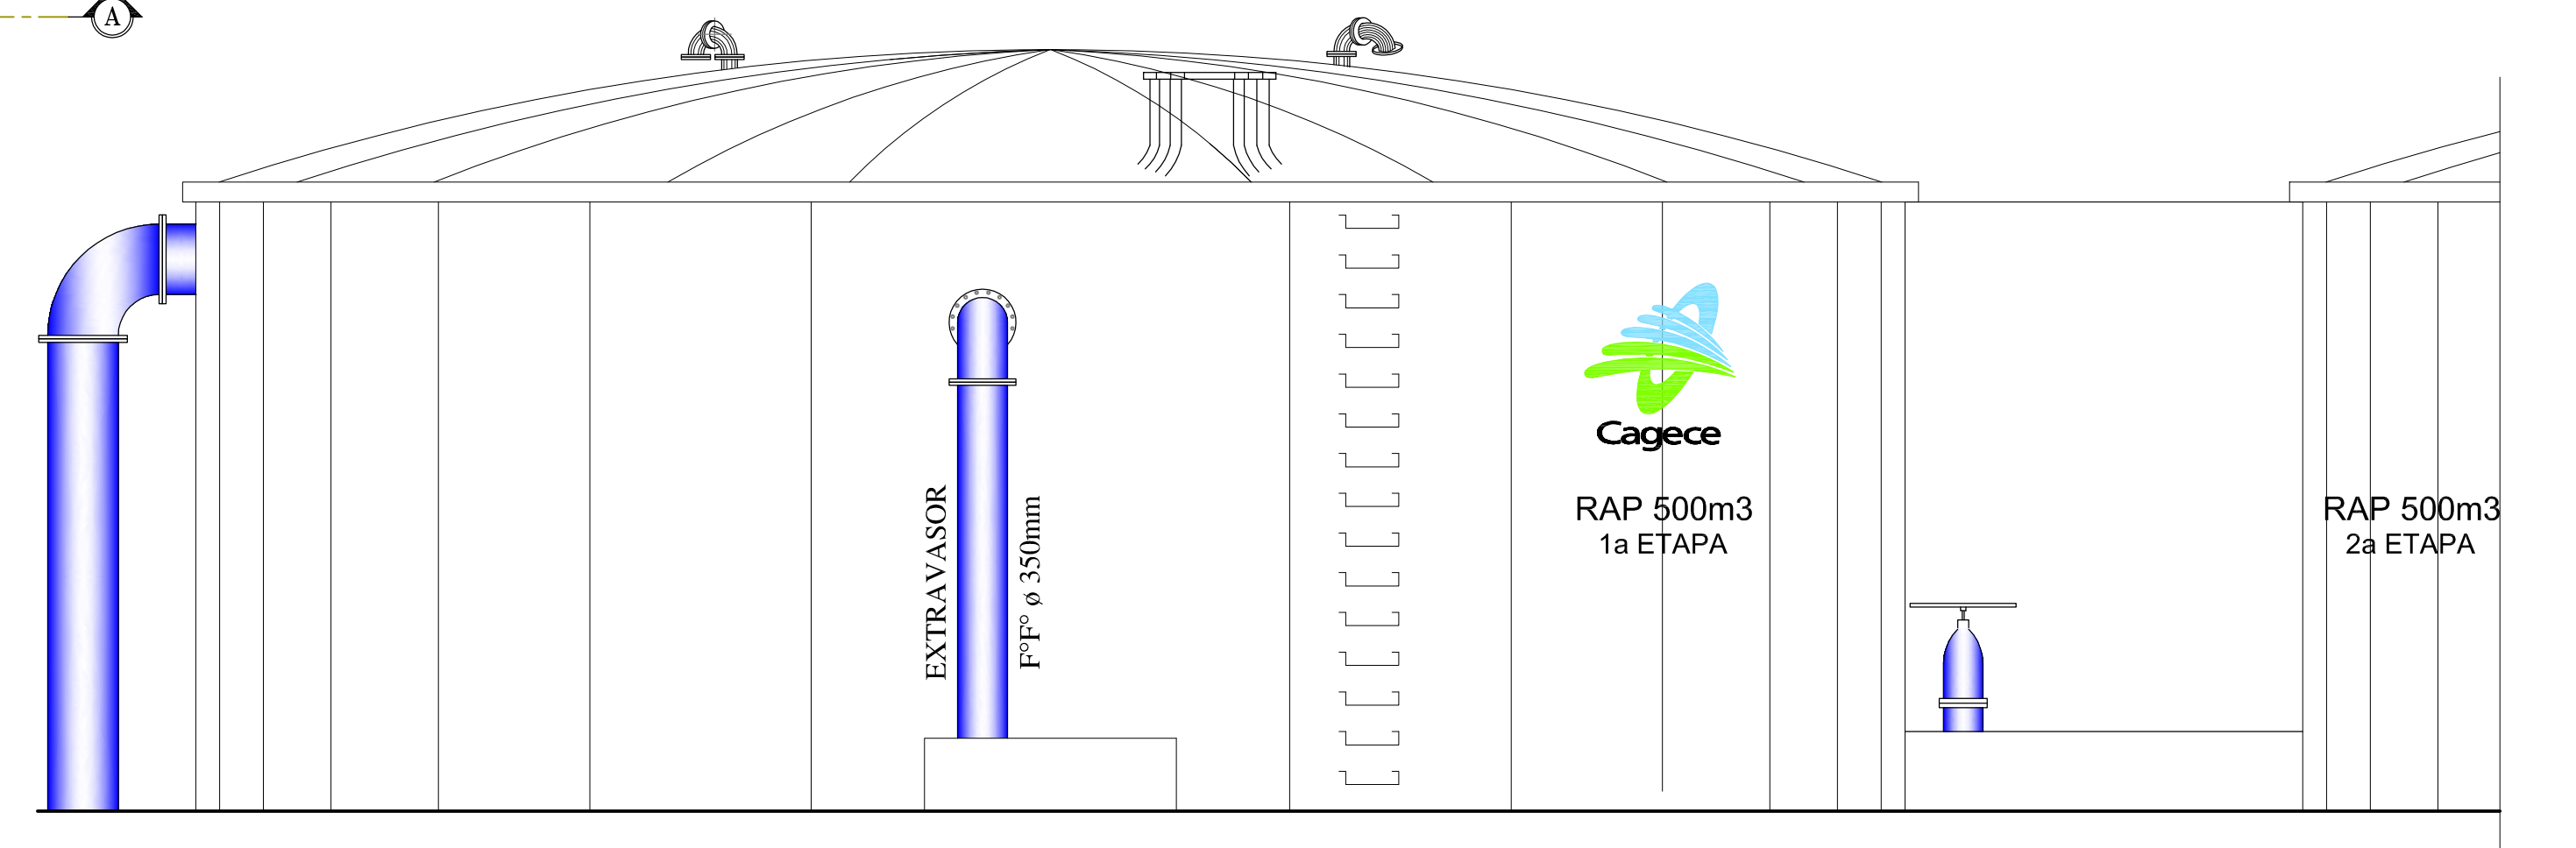 A
EXTRAVASOR
F°F° ø 350mm
Cagece
RAP 500m3
1a ETAPA
RAP 500m3
2a ETAPA